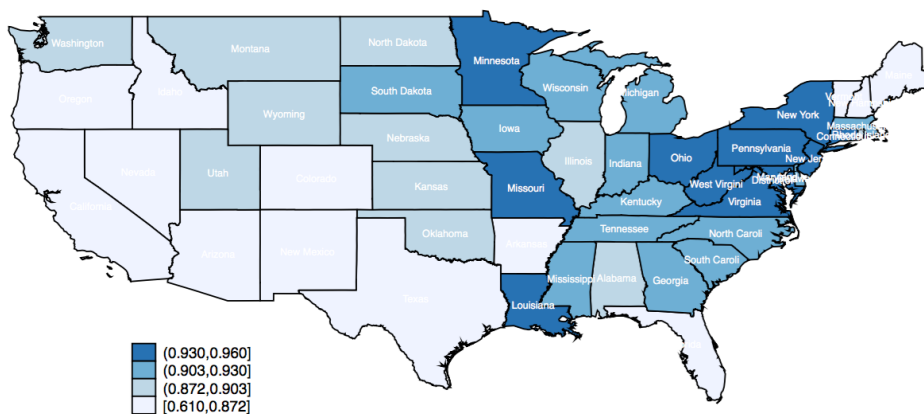 Washington
Montana
North Dakota
Minnesota
Maine
Oregon
Idaho
South Dakota
Wisconsin
Michigan
New York
Massachuse
Wyoming
Iowa
Connecticut
Nebraska
Pennsylvania
Nevada
Utah
Colorado
Illinois
Indiana
Ohio
New Jer
California
Kansas
Missouri
West Virgini
Virginia
Kentucky
Arizona
New Mexico
Oklahoma
Arkansas
Tennessee
North Caroli
South Caroli
Texas
Louisiana
Mississippi
Alabama
Georgia
(0.930,0.960]
(0.903,0.930]
(0.872,0.903]
[0.610,0.872]